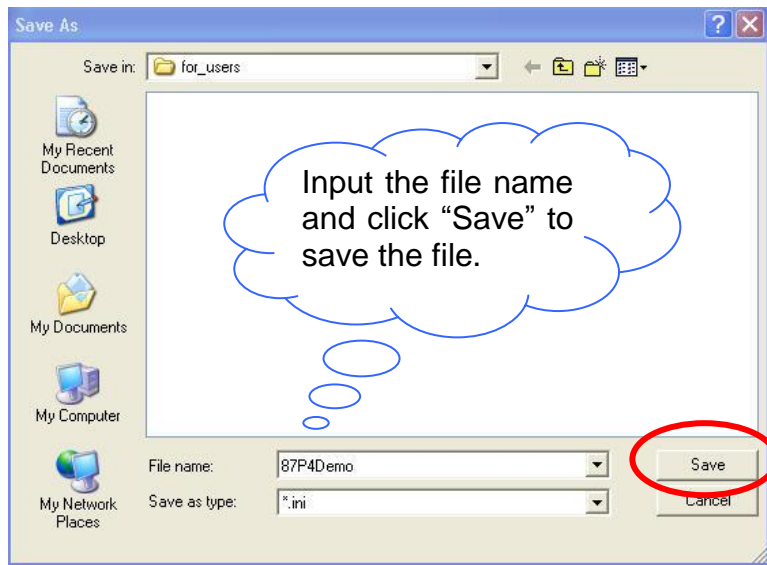 Save As
Save in:
for_users
My Recent
Documents
Desktop
My Documents
My Computer
My Network
Places
Input the file name
and click “Save” to
save the file.
File name:
87P4Demo
Save
Save as type:
*.ini
Cancel